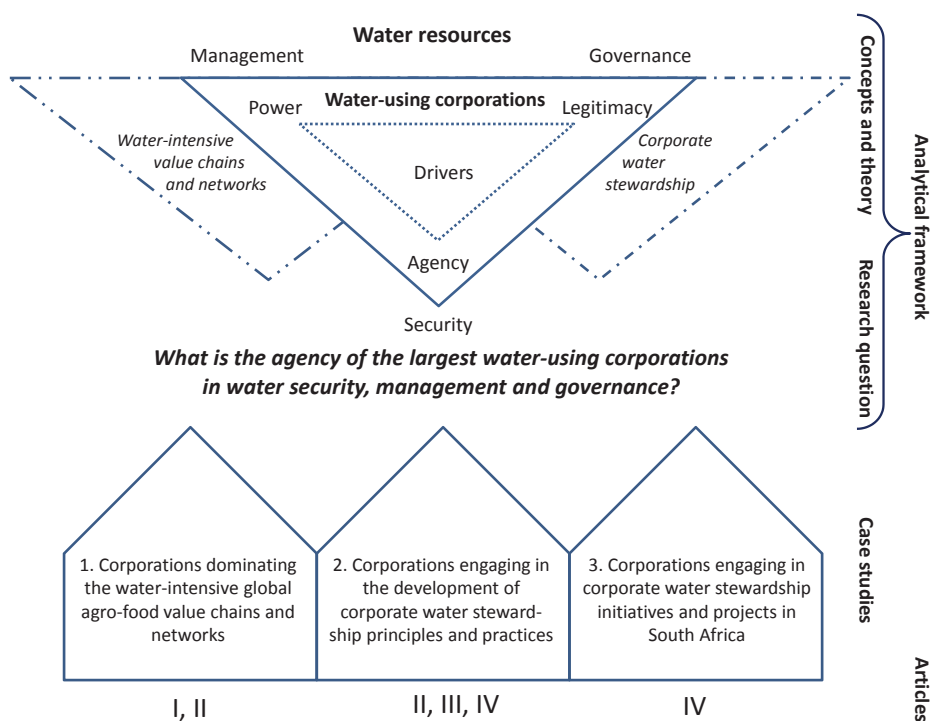 Water resources
Management
Governance
Water-using corporations
Power
Legitimacy
Water-intensive
value chains
and networks
Corporate
water
stewardship
Drivers
Agency
Security
What is the agency of the largest water-using corporations
in water security, management and governance?
Concepts and theory
Research question
Analytical framework
1. Corporations dominating
the water-intensive global
agro-food value chains and
networks
2. Corporations engaging in
the development of
corporate water steward-
ship principles and practices
3. Corporations engaging in
corporate water stewardship
initiatives and projects in
South Africa
Case studies
I, II
II, III, IV
IV
Articles